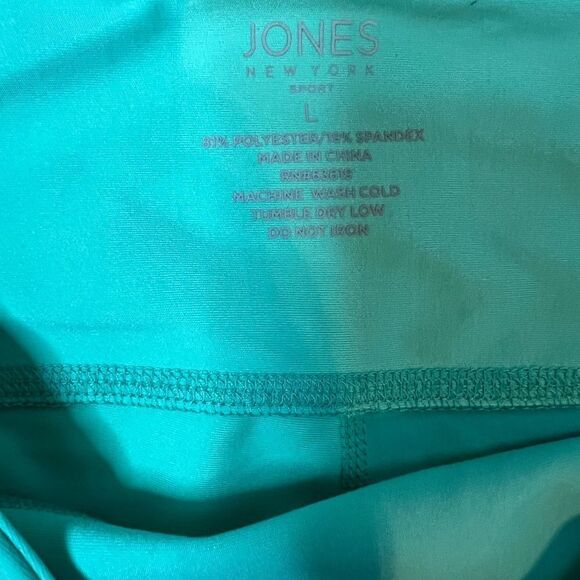 JONES
NEW YORK
SPORT
L
81% POLYESTER/19% SPANDEX
MADE IN CHINA
MACHINE WASH COLD
TUMBLE DRY LOW
DO NOT IRON